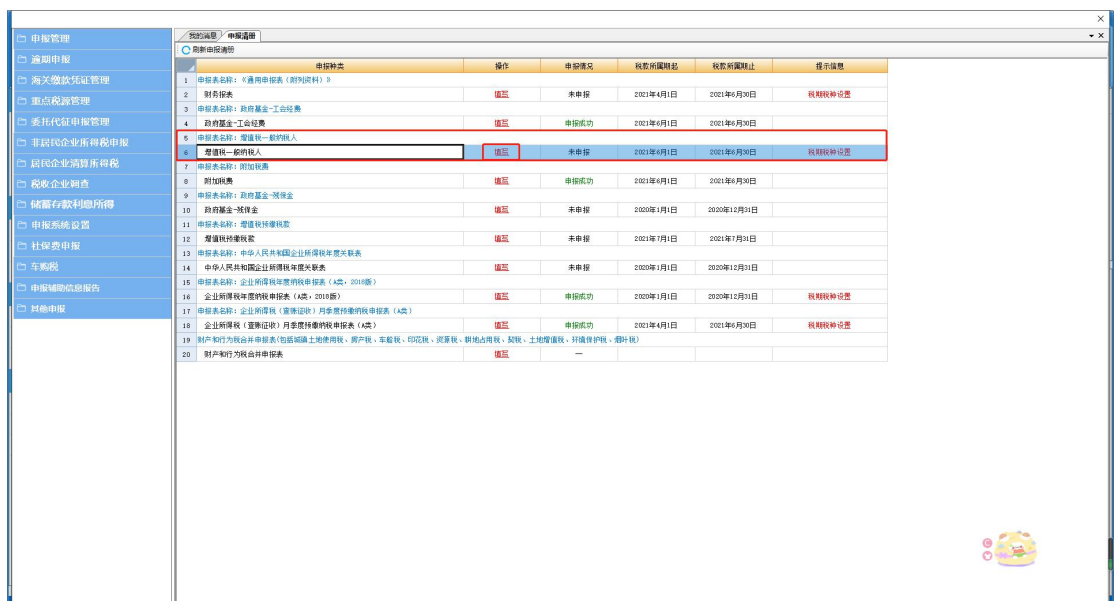 申报管理
逾期申报
海关缴款凭证管理
重点税源管理
委托代征申报管理
非居民企业所得税申报
居民企业清算所得税
税收企业调查
储蓄存款利息所得
申报系统设置
社保费申报
车购税
申报辅助信息报告
其他申报
我的消息 申报清册
刷新申报清册
申报种类 操作 申报情况 税款所属期起 税款所属期止 提示信息
1 申报表名称：《通用申报表（附列资料）》
2 财务报表 填写 未申报 2021年4月1日 2021年6月30日 税期税种设置
3 申报表名称：政府基金-工会经费
4 政府基金-工会经费 填写 申报成功 2021年6月1日 2021年6月30日
5 申报表名称：增值税一般纳税人
6 增值税一般纳税人 填写 未申报 2021年6月1日 2021年6月30日 税期税种设置
7 申报表名称：附加税费
8 附加税费 填写 申报成功 2021年6月1日 2021年6月30日
9 申报表名称：政府基金-残保金
10 政府基金-残保金 填写 未申报 2020年1月1日 2020年12月31日
11 申报表名称：增值税预缴税款
12 增值税预缴税款 填写 未申报 2021年7月1日 2021年7月31日
13 申报表名称：中华人民共和国企业所得税年度关联表
14 中华人民共和国企业所得税年度关联表 填写 未申报 2020年1月1日 2020年12月31日
15 申报表名称：企业所得税年度纳税申报表（A类，2018版）
16 企业所得税年度纳税申报表（A类，2018版） 填写 申报成功 2020年1月1日 2020年12月31日 税期税种设置
17 申报表名称：企业所得税（查账征收）月季度预缴纳税申报表（A类）
18 企业所得税（查账征收）月季度预缴纳税申报表（A类） 填写 申报成功 2021年4月1日 2021年6月30日 税期税种设置
19 财产和行为税合并申报表(包括城镇土地使用税、房产税、车船税、印花税、资源税、耕地占用税、契税、土地增值税、环境保护税、烟叶税)
20 财产和行为税合并申报表 填写 —